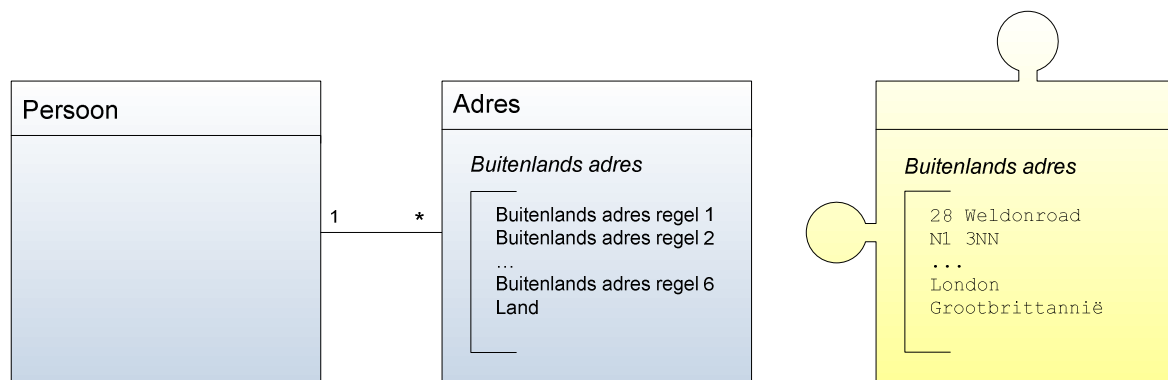 Persoon
1
*
Adres
Buitenlands adres
Buitenlands adres regel 1
Buitenlands adres regel 2
...
Buitenlands adres regel 6
Land
Buitenlands adres
28 Weldonroad
N1 3NN
...
London
Grootbrittannië